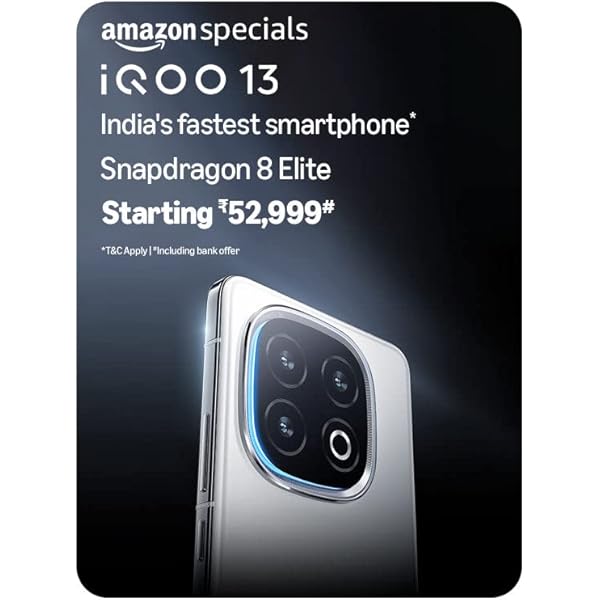 amazon specials
iQOO 13
India's fastest smartphone*
Snapdragon 8 Elite
Starting ₹52,999#
*T&C Apply | #Including bank offer